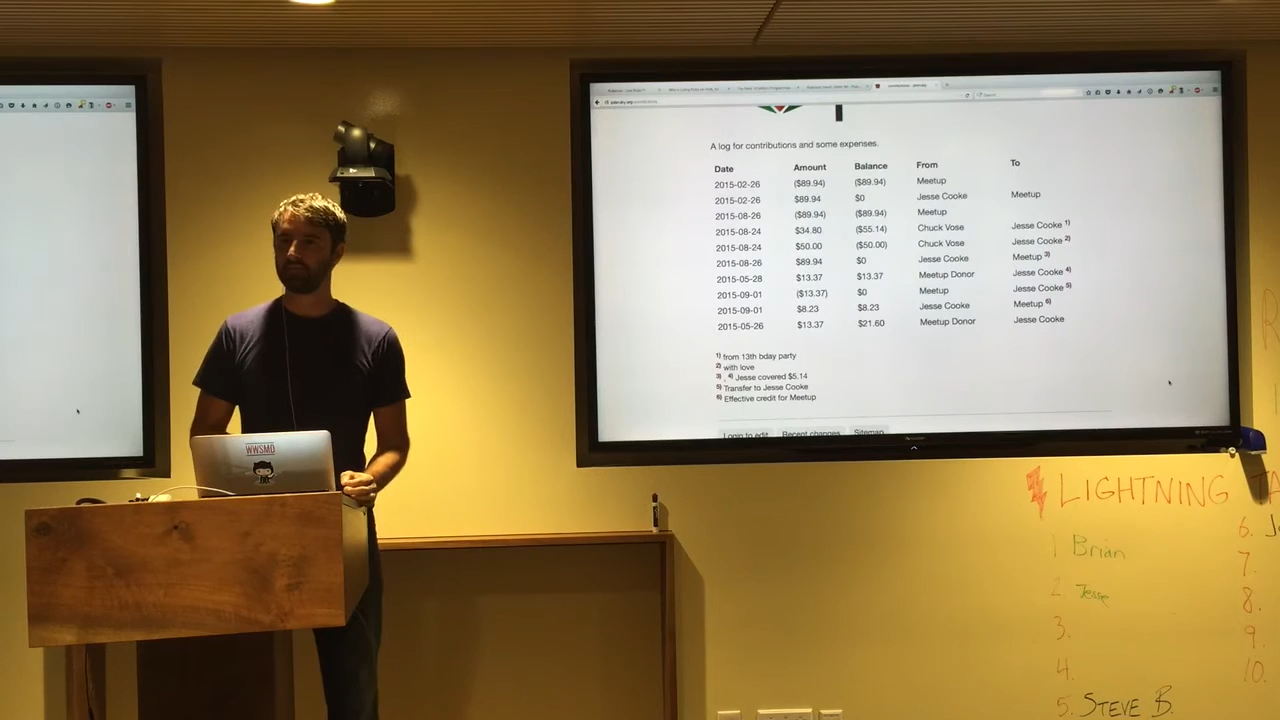 A log for contributions and some expenses.
Date Amount Balance From To
2015-02-26 ($89.94) ($89.94) Meetup
2015-02-26 $89.94 $0 Jesse Cooke Meetup
2015-08-26 ($89.94) ($89.94) Meetup
2015-08-24 $34.80 ($55.14) Chuck Vose Jesse Cooke 1)
2015-08-24 $50.00 ($50.00) Chuck Vose Jesse Cooke 2)
2015-08-26 $89.94 $0 Jesse Cooke Meetup 3)
2015-05-28 $13.37 $13.37 Meetup Donor Jesse Cooke 4)
2015-09-01 ($13.37) $0 Meetup Jesse Cooke 5)
2015-09-01 $8.23 $8.23 Jesse Cooke Meetup 6)
2015-05-26 $13.37 $21.60 Meetup Donor Jesse Cooke
1) from 13th bday party
2) with love
3) , 4) Jesse covered $5.14
5) Transfer to Jesse Cooke
6) Effective credit for Meetup
Login to edit Recent changes Sitemap
WWSMD
LIGHTNING TA
1 Brian
2. Jesse
3.
4.
5. STEVE B.
6. J
7.
8.
9.
10.